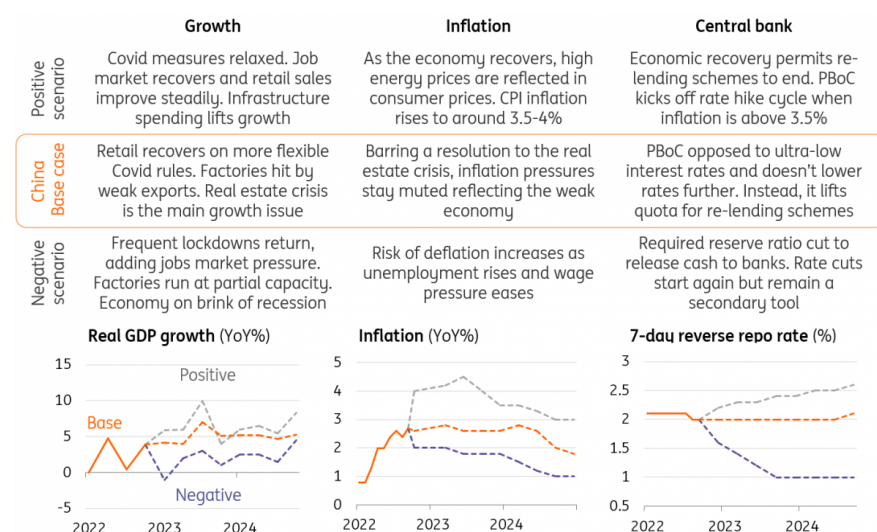 Growth
Inflation
Central bank
Positive
scenario
Covid measures relaxed. Job
market recovers and retail sales
improve steadily. Infrastructure
spending lifts growth
As the economy recovers, high
energy prices are reflected in
consumer prices. CPI inflation
rises to around 3.5-4%
Economic recovery permits re-
lending schemes to end. PBoC
kicks off rate hike cycle when
inflation is above 3.5%
China
Base case
Retail recovers on more flexible
Covid rules. Factories hit by
weak exports. Real estate crisis
is the main growth issue
Barring a resolution to the real
estate crisis, inflation pressures
stay muted reflecting the weak
economy
PBoC opposed to ultra-low
interest rates and doesn't lower
rates further. Instead, it lifts
quota for re-lending schemes
Negative
scenario
Frequent lockdowns return,
adding jobs market pressure.
Factories run at partial capacity.
Economy on brink of recession
Risk of deflation increases as
unemployment rises and wage
pressure eases
Required reserve ratio cut to
release cash to banks. Rate cuts
start again but remain a
secondary tool
Real GDP growth (YoY%)
15
10
5
0
-5
Positive
Base
Negative
2022 2023 2024
Inflation (YoY%)
5
4
3
2
1
0
2022 2023 2024
7-day reverse repo rate (%)
3
2.5
2
1.5
1
0.5
2022 2023 2024